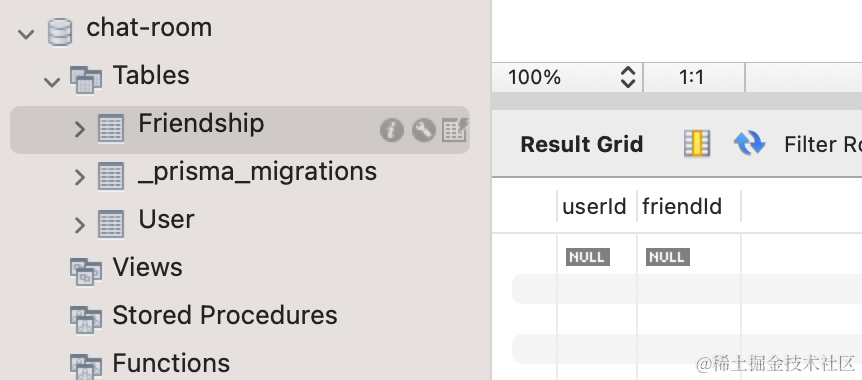 chat-room
Tables
Friendship
_prisma_migrations
User
Views
Stored Procedures
Functions
100%
1:1
Result Grid
Filter Ro
userId
friendId
NULL
NULL
@稀土掘金技术社区